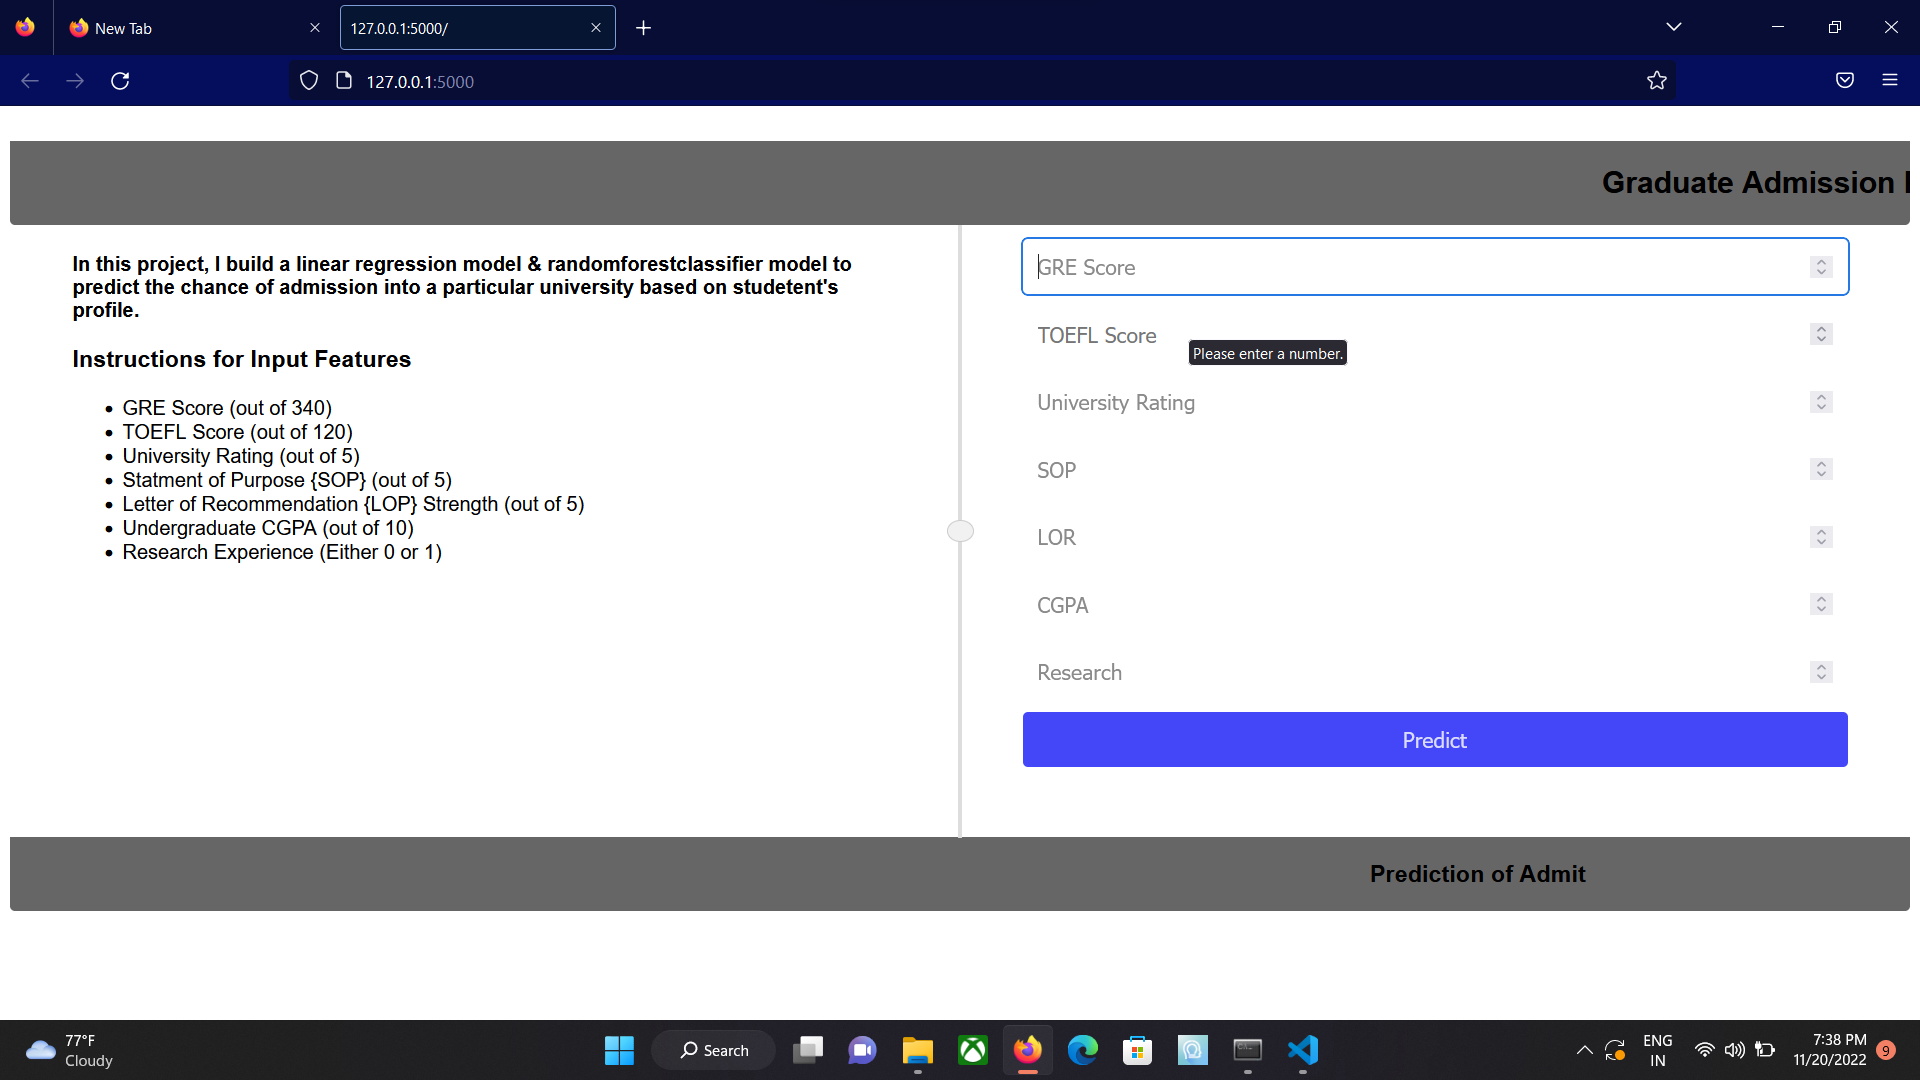 New Tab
127.0.0.1:5000/
127.0.0.1:5000
Graduate Admission
In this project, I build a linear regression model & randomforestclassifier model to
predict the chance of admission into a particular university based on studetent's
profile.
Instructions for Input Features
GRE Score (out of 340)
TOEFL Score (out of 120)
University Rating (out of 5)
Statment of Purpose {SOP} (out of 5)
Letter of Recommendation {LOP} Strength (out of 5)
Undergraduate CGPA (out of 10)
Research Experience (Either 0 or 1)
GRE Score
TOEFL Score
Please enter a number.
University Rating
SOP
LOR
CGPA
Research
Predict
Prediction of Admit
77°F
Cloudy
Search
ENG
IN
7:38 PM
11/20/2022
9